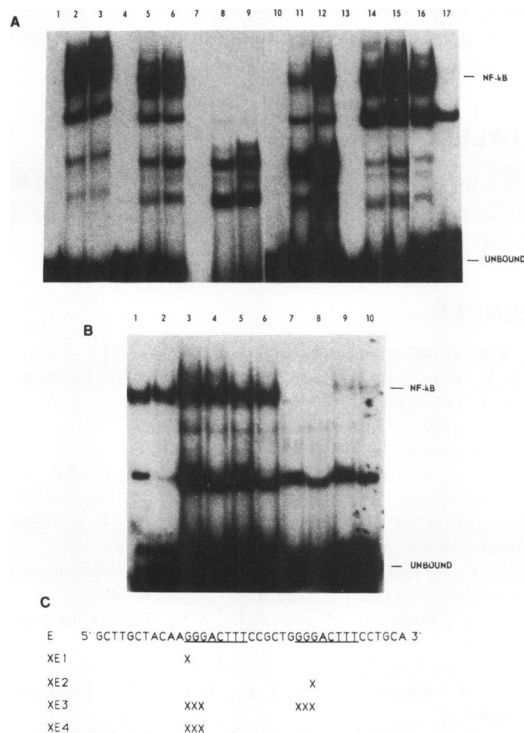 1 2 3 4 5 6 7 8 9 10 11 12 13 14 15 16 17
A
NF-kB
UNBOUND
B
1 2 3 4 5 6 7 8 9 10
NF-kB
UNBOUND
C
E 5' GCTTGCTACAAGGGACTTTCCGCTGGGGACTTTCCTGCA 3'
XE1 X
XE2 X
XE3 XXX XXX
XE4 XXX